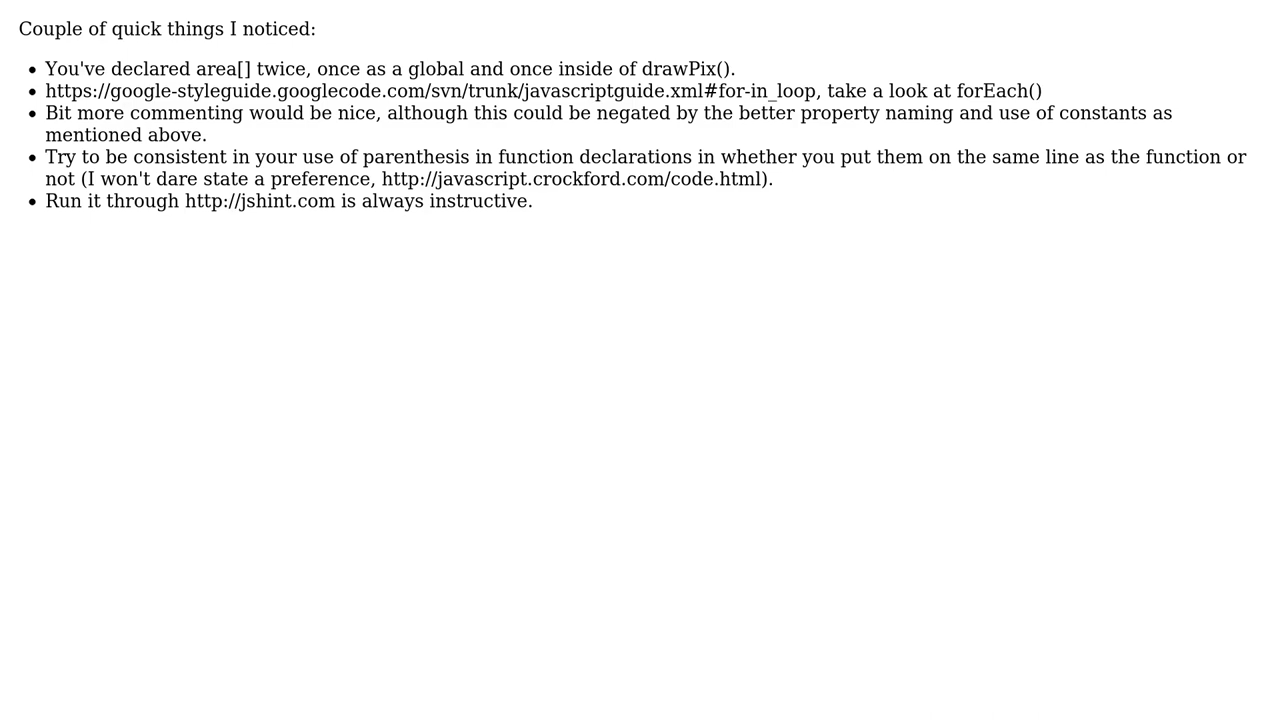 Couple of quick things I noticed:
• You've declared area[] twice, once as a global and once inside of drawPix().
• https://google-styleguide.googlecode.com/svn/trunk/javascriptguide.xml#for-in_loop, take a look at forEach()
• Bit more commenting would be nice, although this could be negated by the better property naming and use of constants as
mentioned above.
• Try to be consistent in your use of parenthesis in function declarations in whether you put them on the same line as the function or
not (I won't dare state a preference, http://javascript.crockford.com/code.html).
• Run it through http://jshint.com is always instructive.